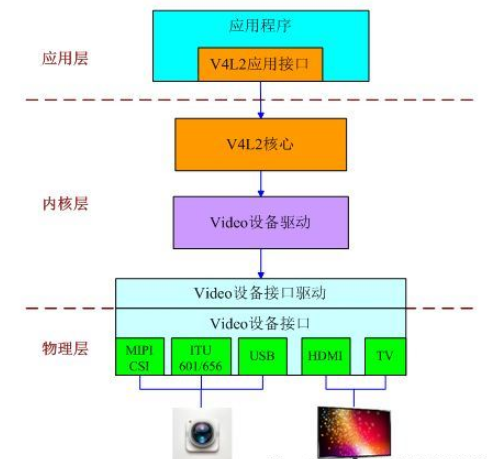 应用程序
应用层
V4L2应用接口
V4L2核心
内核层
Video设备驱动
Video设备接口驱动
Video设备接口
物理层
MIPI
CSI
ITU
601/656
USB
HDMI
TV